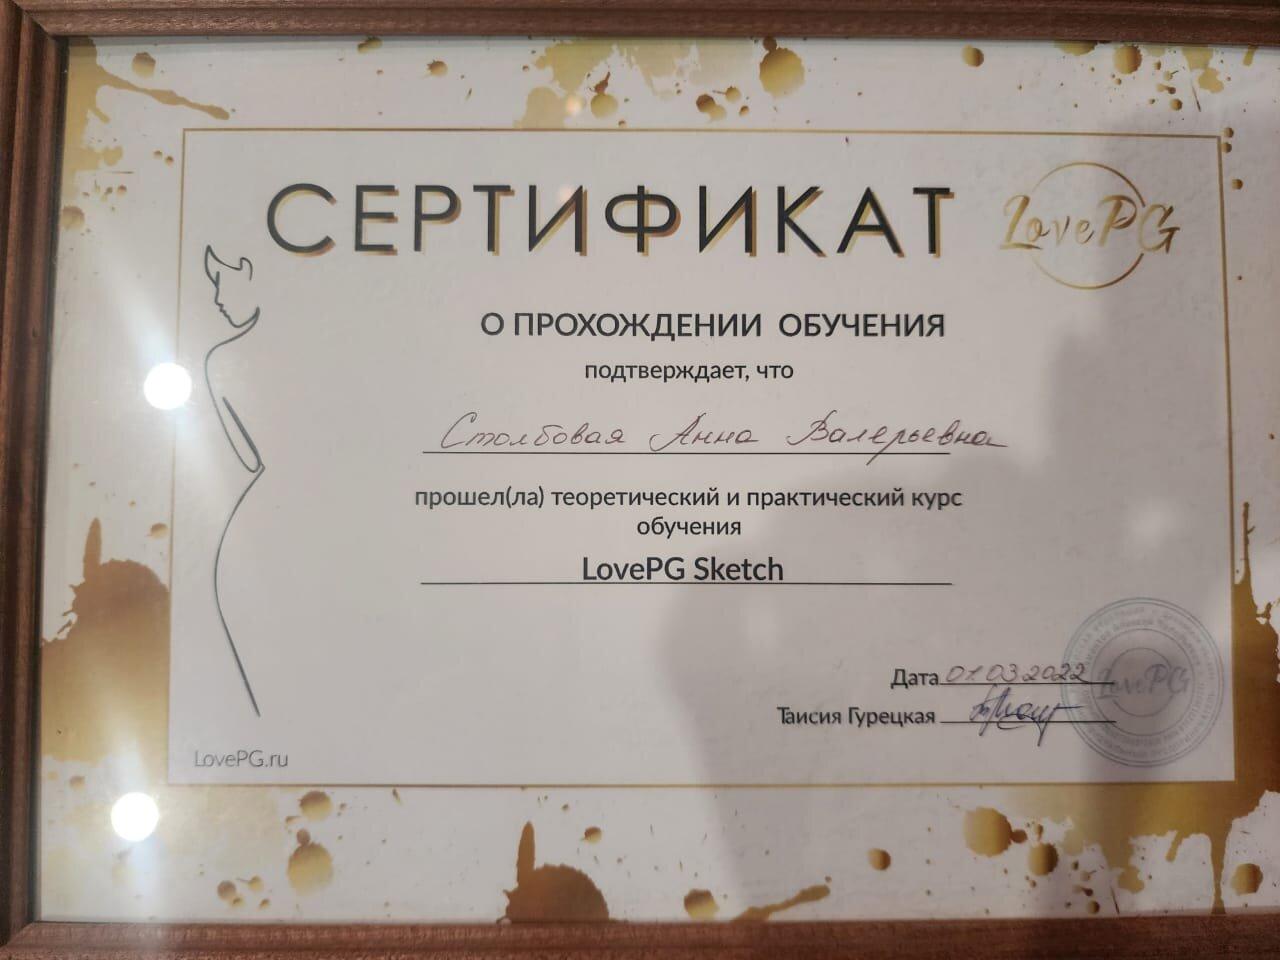 СЕРТИФИКАТ
LovePG
О ПРОХОЖДЕНИИ ОБУЧЕНИЯ
подтверждает, что
Столбовая Анна Валерьевна
прошел(ла) теоретический и практический курс
обучения
LovePG Sketch
Дата 01.03.2022
Таисия Гурецкая
LovePG
LovePG.ru